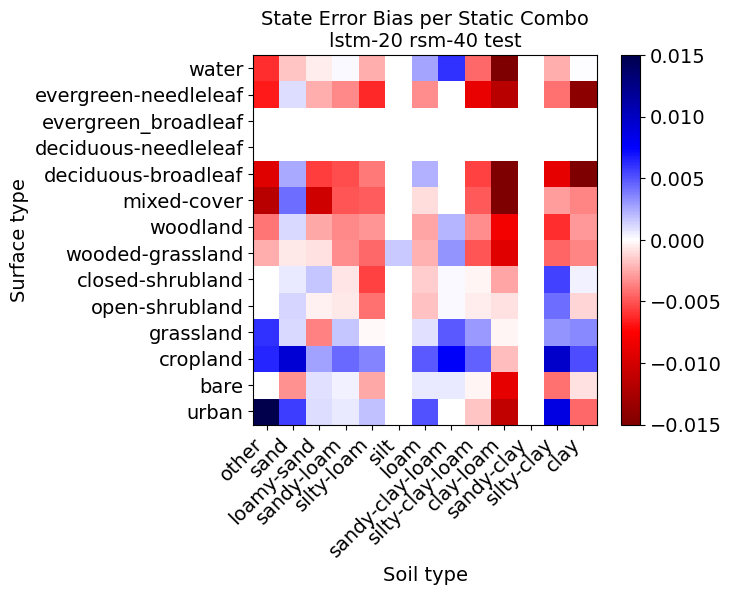 State Error Bias per Static Combo
lstm-20 rsm-40 test
Surface type
water
evergreen-needleleaf
evergreen_broadleaf
deciduous-needleleaf
deciduous-broadleaf
mixed-cover
woodland
wooded-grassland
closed-shrubland
open-shrubland
grassland
cropland
bare
urban
other
sand
loamy-sand
sandy-loam
silty-loam
silt
loam
sandy-clay-loam
silty-clay-loam
clay-loam
sandy-clay
silty-clay
clay
Soil type
0.015
0.010
0.005
0.000
−0.005
−0.010
−0.015